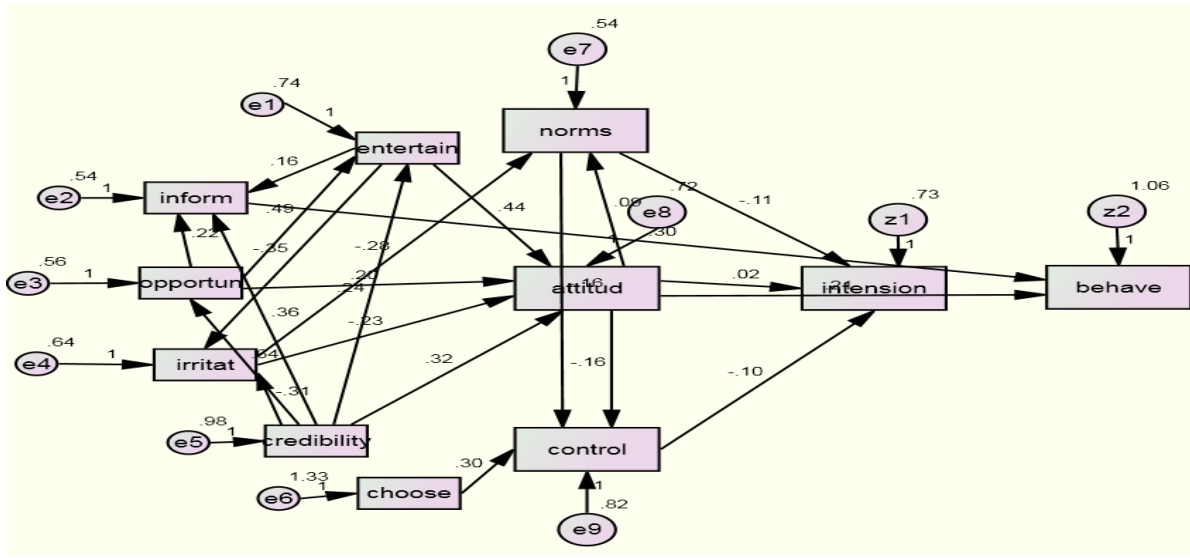 .54
e7
.74
1
e1
1
norms
entertain
.54
.16
e2
1
inform
.49
.44
.09
.72
e8
-.11
.73
z1
1.06
z2
.22
-.35
-.28
.30
1
1
1
.56
e3
1
opportun
.20
.24
attitud
.16
.02
intension
.21
behave
.36
-.23
.64
e4
1
irritat
.64
.32
-.16
-.10
-.31
.98
e5
1
credibility
control
.30
1.33
e6
1
choose
1
.82
e9